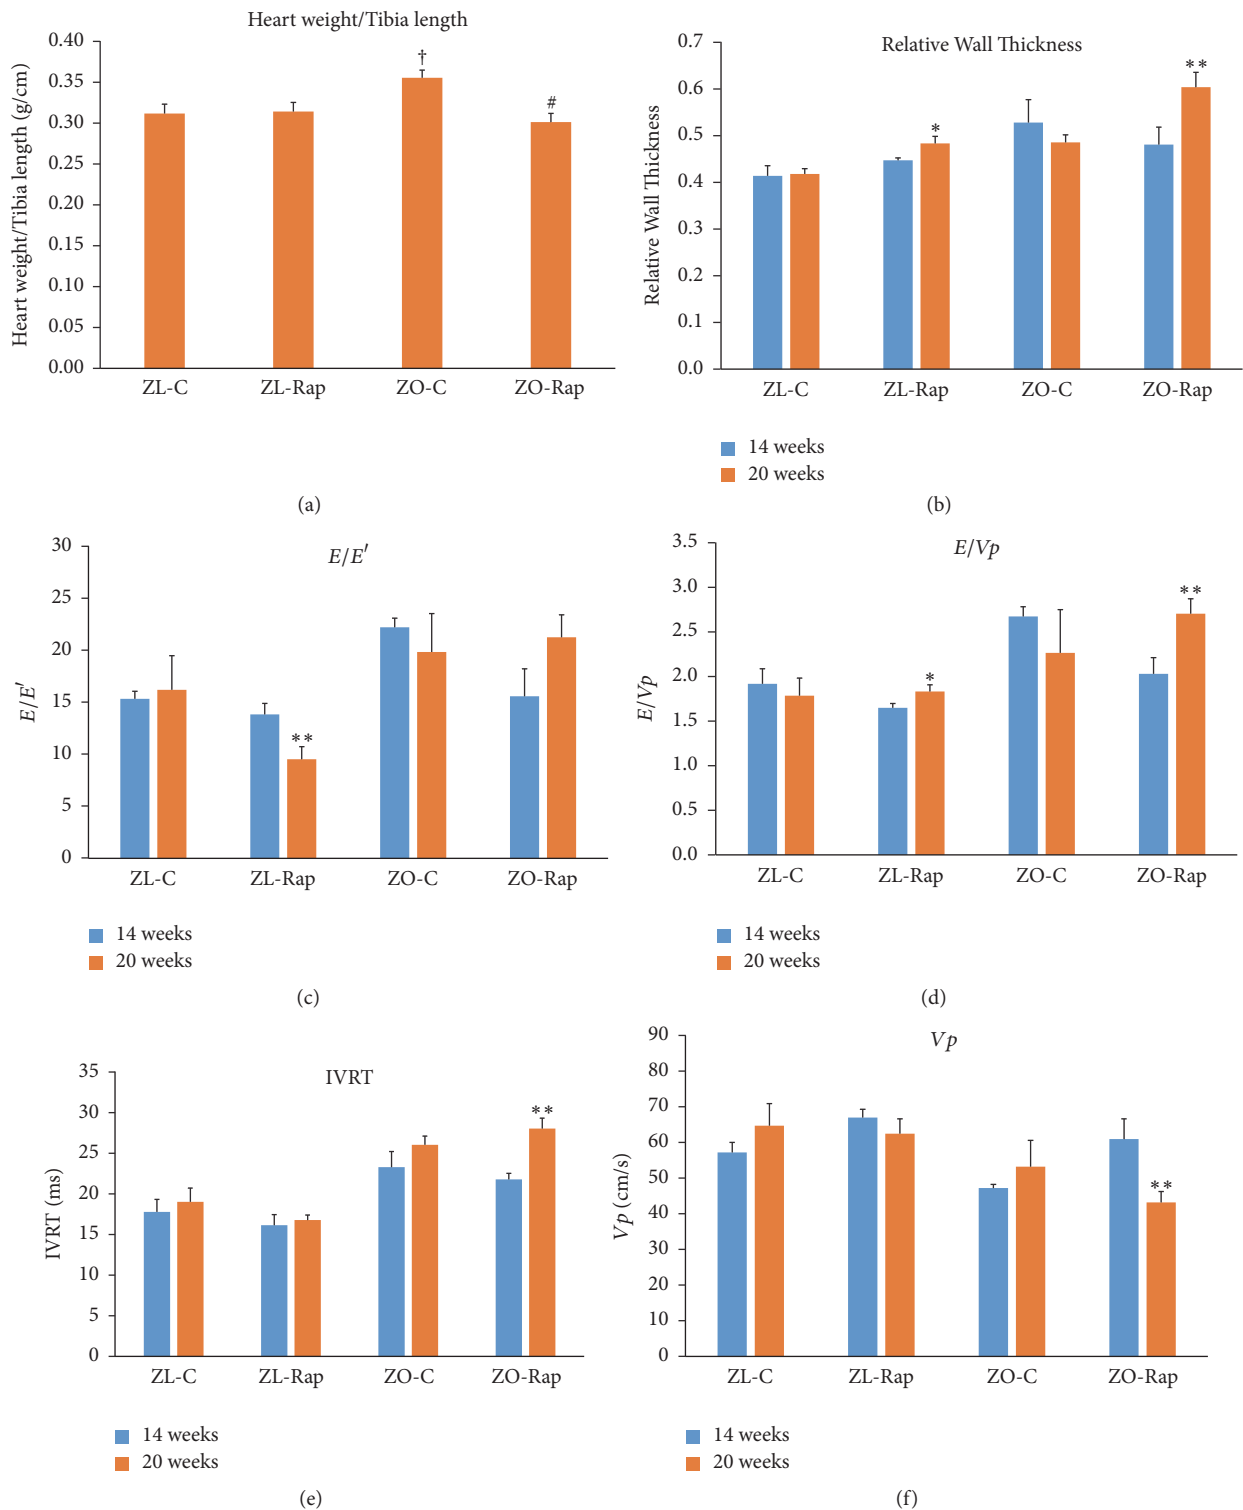 Heart weight/Tibia length
Heart weight/Tibia length (g/cm)
0.40
0.35
0.30
0.25
0.20
0.15
0.10
0.05
0.00
†
#
ZL-C ZL-Rap ZO-C ZO-Rap
(a)
Relative Wall Thickness
Relative Wall Thickness
0.7
0.6
0.5
0.4
0.3
0.2
0.1
0.0
*
**
ZL-C ZL-Rap ZO-C ZO-Rap
14 weeks
20 weeks
(b)
E/E′
E/E′
30
25
20
15
10
5
0
**
ZL-C ZL-Rap ZO-C ZO-Rap
14 weeks
20 weeks
(c)
E/Vp
E/Vp
3.5
3.0
2.5
2.0
1.5
1.0
0.5
0.0
*
**
ZL-C ZL-Rap ZO-C ZO-Rap
14 weeks
20 weeks
(d)
IVRT
IVRT (ms)
35
30
25
20
15
10
5
0
**
ZL-C ZL-Rap ZO-C ZO-Rap
14 weeks
20 weeks
(e)
Vp
Vp (cm/s)
90
80
70
60
50
40
30
20
10
0
**
ZL-C ZL-Rap ZO-C ZO-Rap
14 weeks
20 weeks
(f)